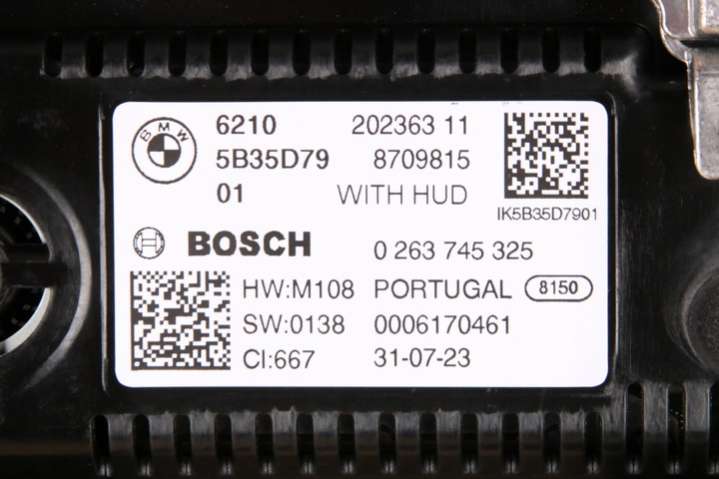 BMW
6210 202363 11
5B35D79 8709815
01 WITH HUD
IK5B35D7901
BOSCH 0 263 745 325
HW:M108 PORTUGAL 8150
SW:0138 0006170461
CI:667 31-07-23